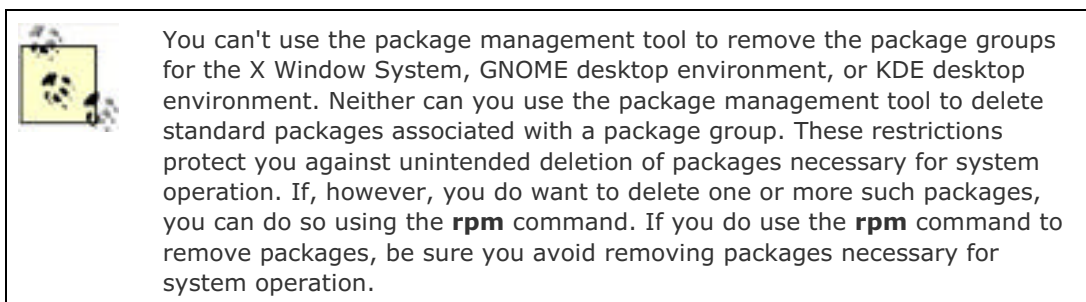 You can't use the package management tool to remove the package groups
for the X Window System, GNOME desktop environment, or KDE desktop
environment. Neither can you use the package management tool to delete
standard packages associated with a package group. These restrictions
protect you against unintended deletion of packages necessary for system
operation. If, however, you do want to delete one or more such packages,
you can do so using the rpm command. If you do use the rpm command to
remove packages, be sure you avoid removing packages necessary for
system operation.